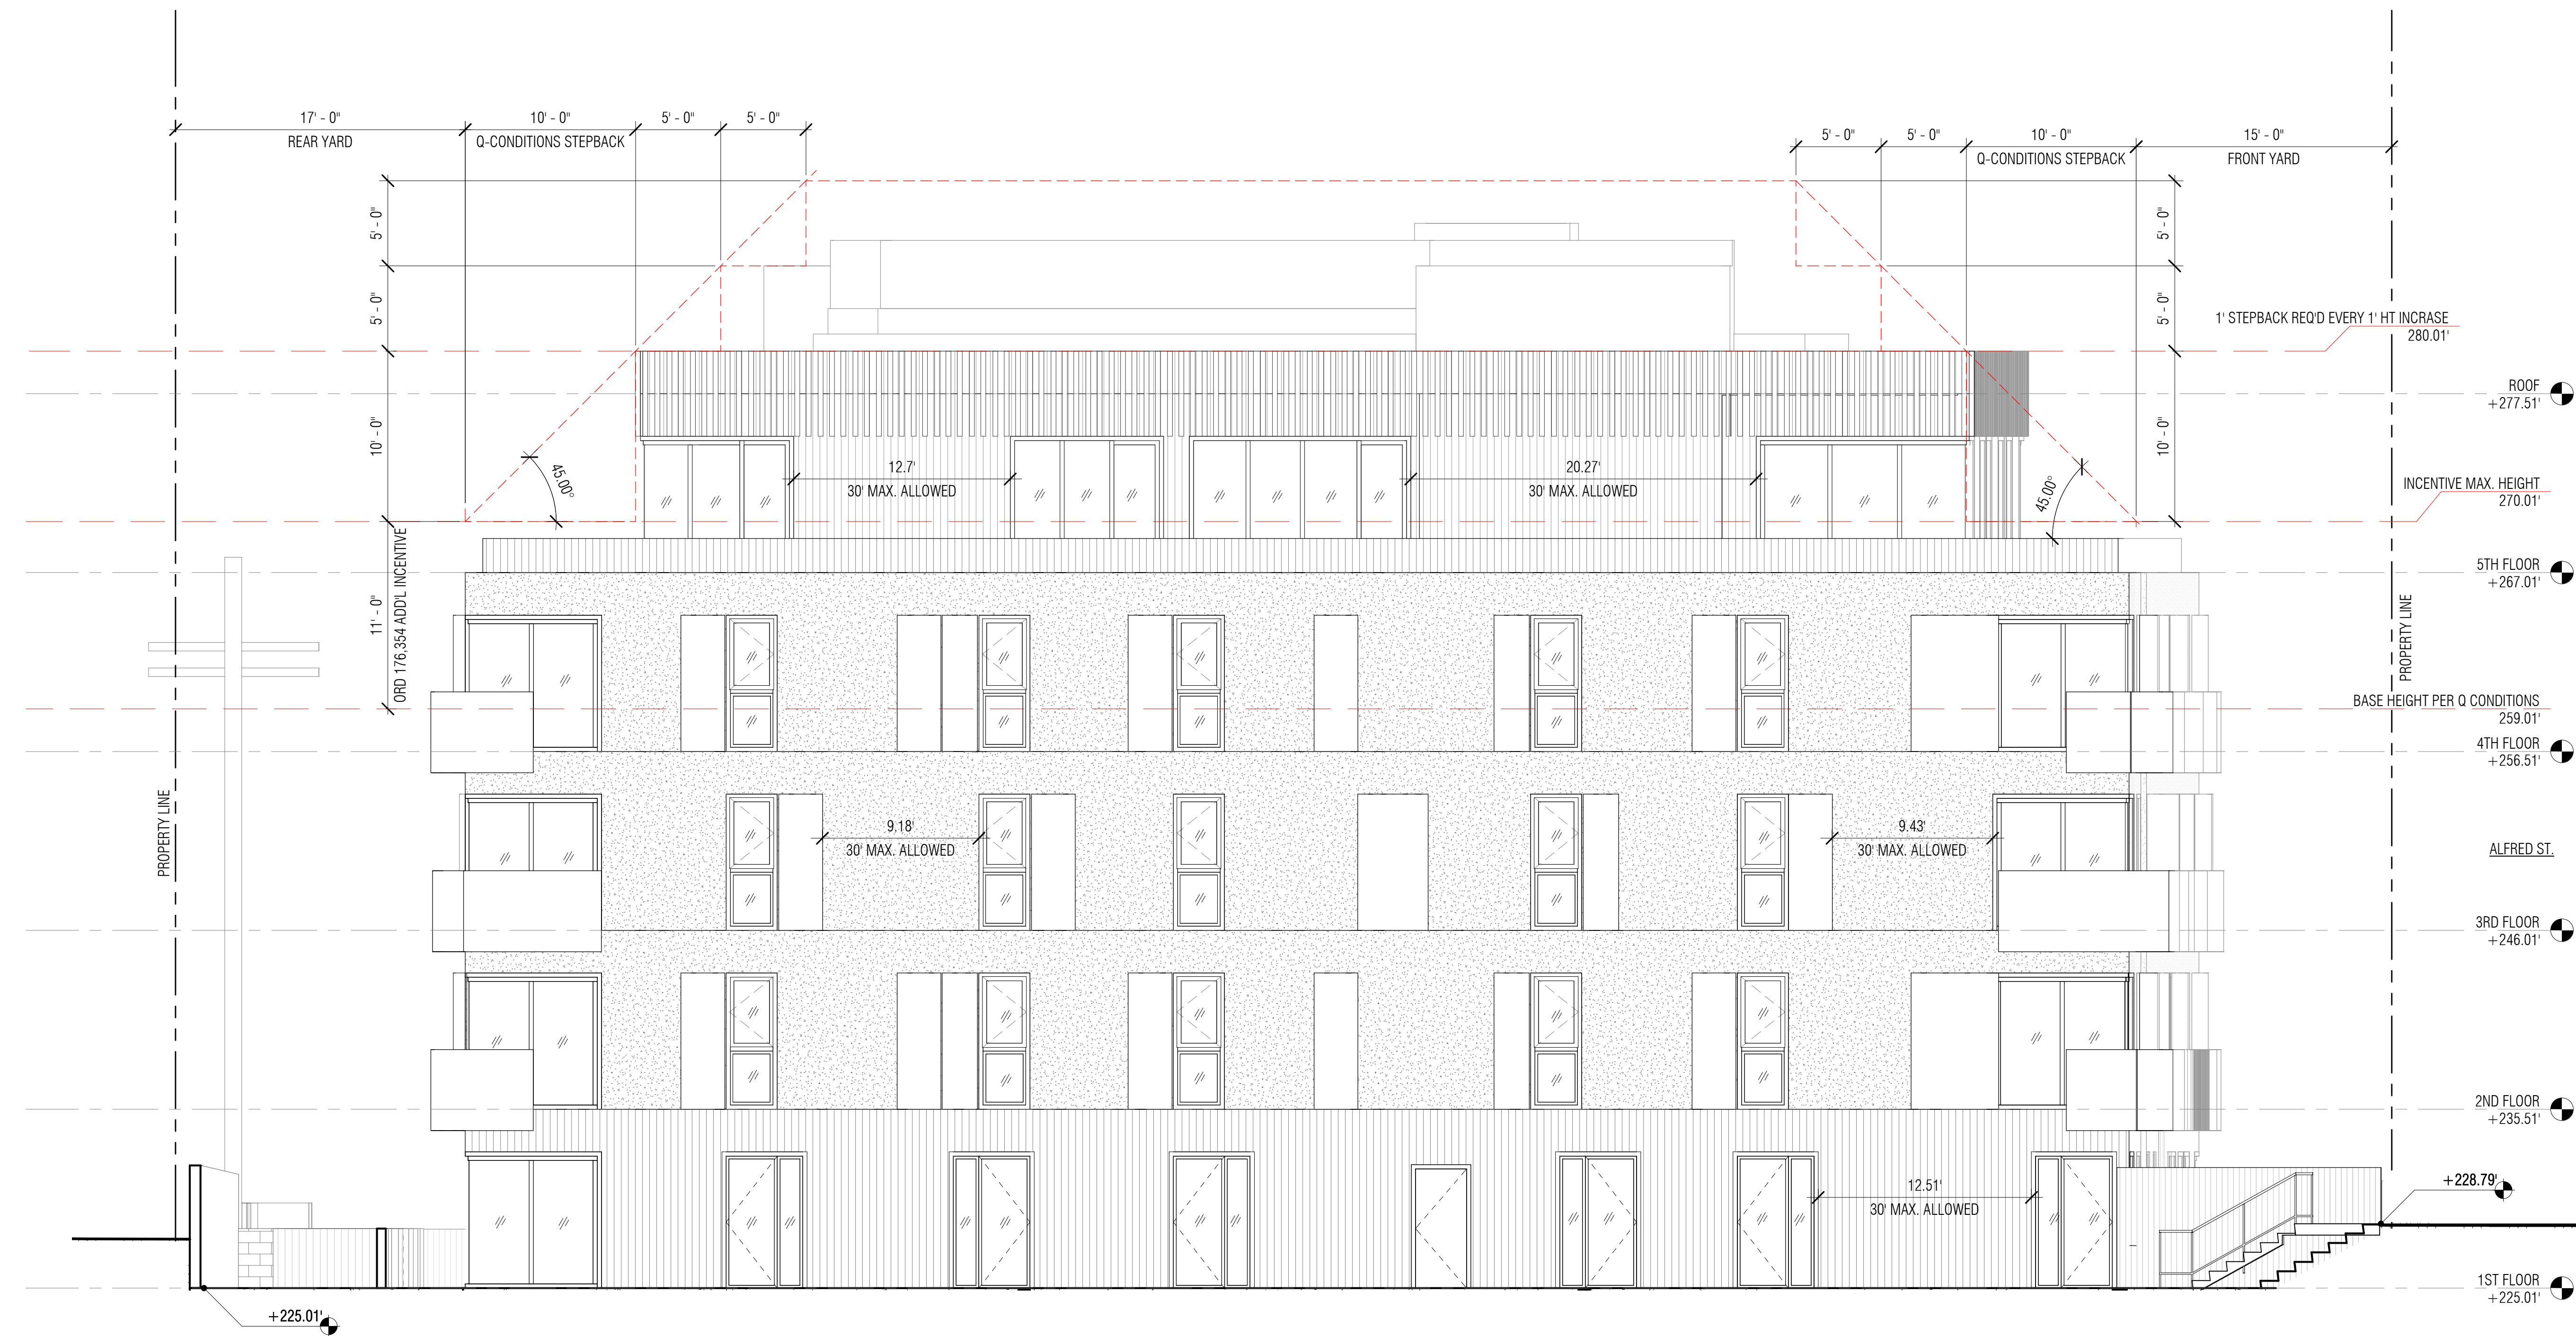 17' - 0"
REAR YARD
10' - 0"
Q-CONDITIONS STEPBACK
5' - 0"
5' - 0"
5' - 0"
5' - 0"
10' - 0"
Q-CONDITIONS STEPBACK
15' - 0"
FRONT YARD
5' - 0"
5' - 0"
10' - 0"
11' - 0"
ORD 176,354 ADD'L INCENTIVE
45.00°
5' - 0"
5' - 0"
10' - 0"
45.00°
1' STEPBACK REQ'D EVERY 1' HT INCRASE
280.01'
ROOF
+277.51'
INCENTIVE MAX. HEIGHT
270.01'
5TH FLOOR
+267.01'
BASE HEIGHT PER Q CONDITIONS
259.01'
4TH FLOOR
+256.51'
ALFRED ST.
3RD FLOOR
+246.01'
2ND FLOOR
+235.51'
+228.79'
1ST FLOOR
+225.01'
12.7'
30' MAX. ALLOWED
20.27'
30' MAX. ALLOWED
9.18'
30' MAX. ALLOWED
9.43'
30' MAX. ALLOWED
12.51'
30' MAX. ALLOWED
PROPERTY LINE
PROPERTY LINE
+225.01'